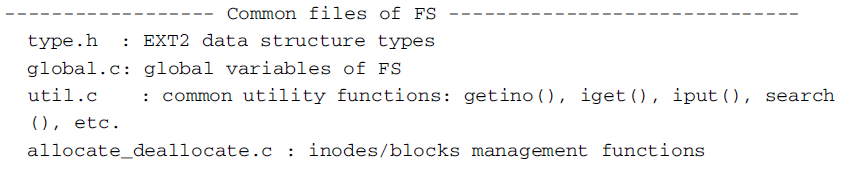 ------------------ Common files of FS ------------------------------
type.h : EXT2 data structure types
global.c: global variables of FS
util.c : common utility functions: getino(), iget(), iput(), search
(), etc.
allocate_deallocate.c : inodes/blocks management functions